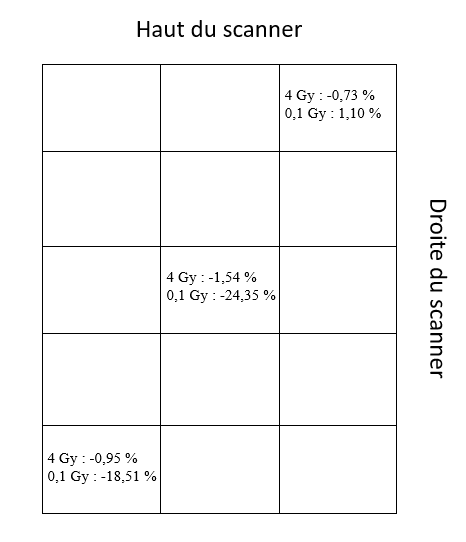 Haut du scanner
4 Gy : -0,73 %
0,1 Gy : 1,10 %
Droite du scanner
4 Gy : -1,54 %
0,1 Gy : -24,35 %
4 Gy : -0,95 %
0,1 Gy : -18,51 %